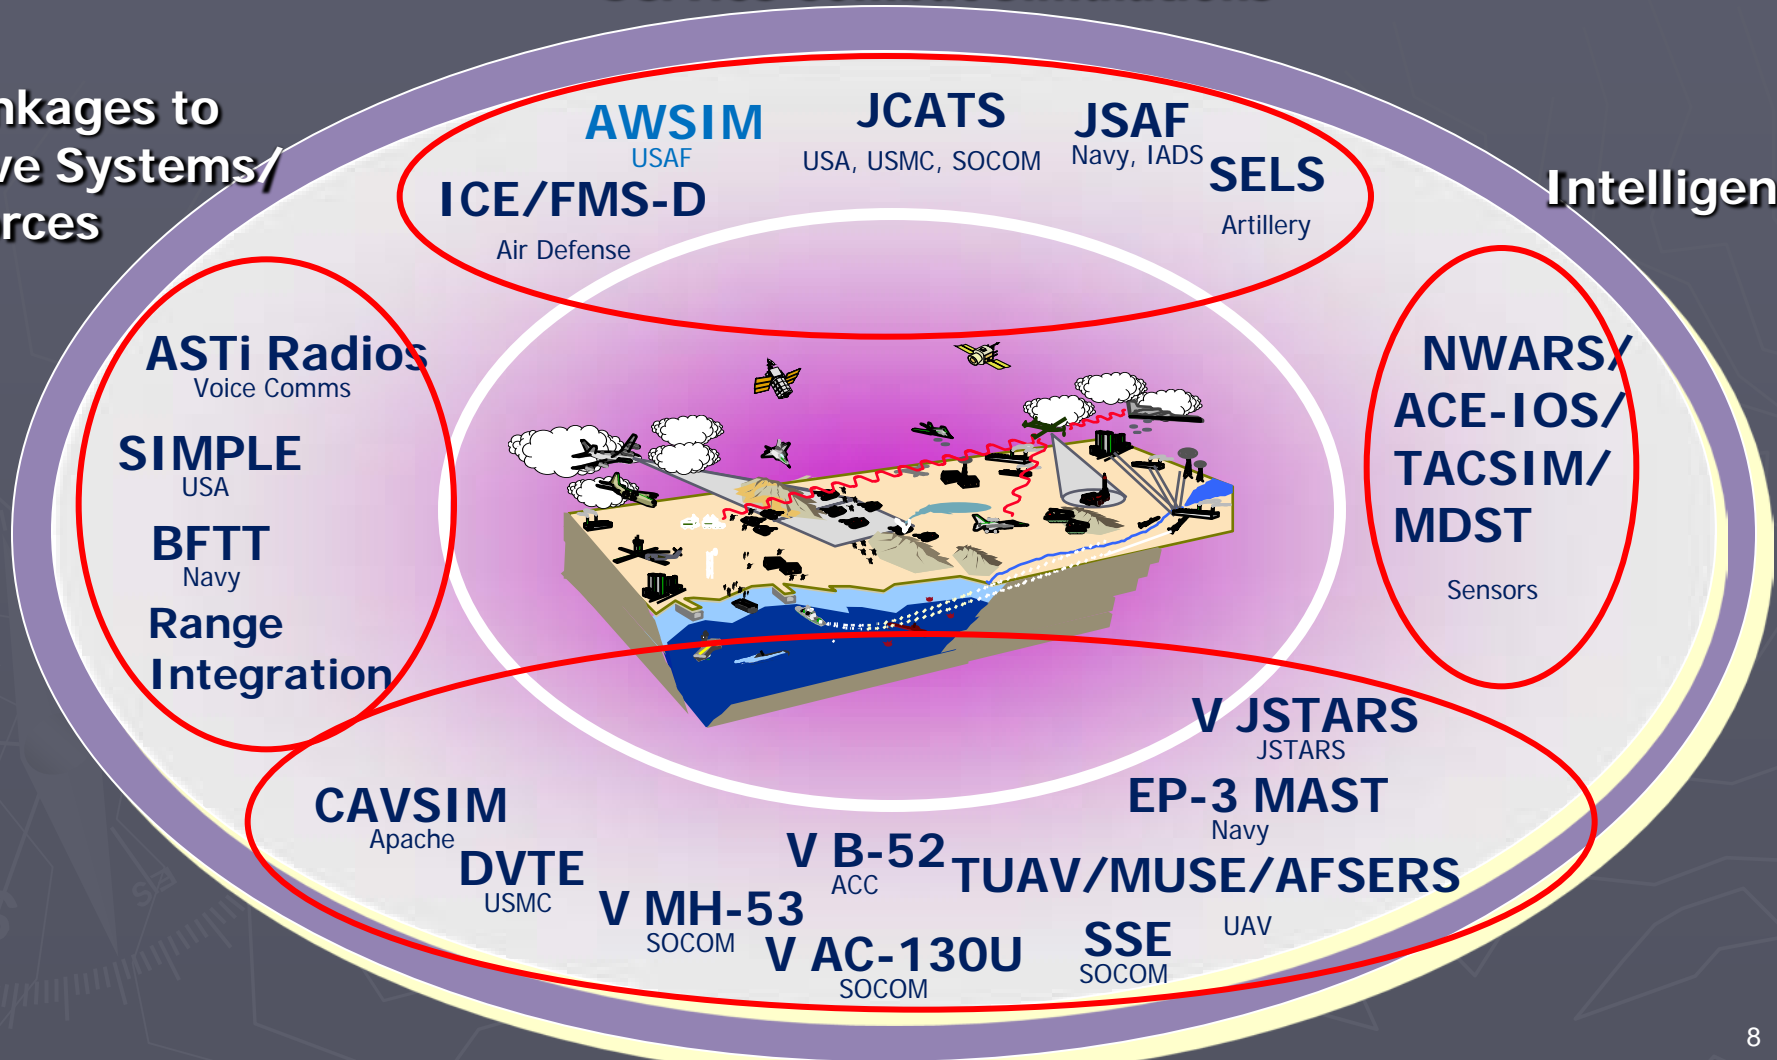 Service Combat Simulations
nkages to
ve Systems/
rces
Intelligen
AWSIM
USAF
JCATS
USA, USMC, SOCOM
JSAF
Navy, IADS
SELS
Artillery
ICE/FMS-D
Air Defense
ASTi Radios
Voice Comms
SIMPLE
USA
BFTT
Navy
Range
Integration
NWARS/
ACE-IOS/
TACSIM/
MDST
Sensors
V JSTARS
JSTARS
EP-3 MAST
Navy
CAVSIM
Apache
DVTE
USMC
V MH-53
SOCOM
V B-52
ACC
V AC-130U
SOCOM
TUAV/MUSE/AFSERS
UAV
SSE
SOCOM
8